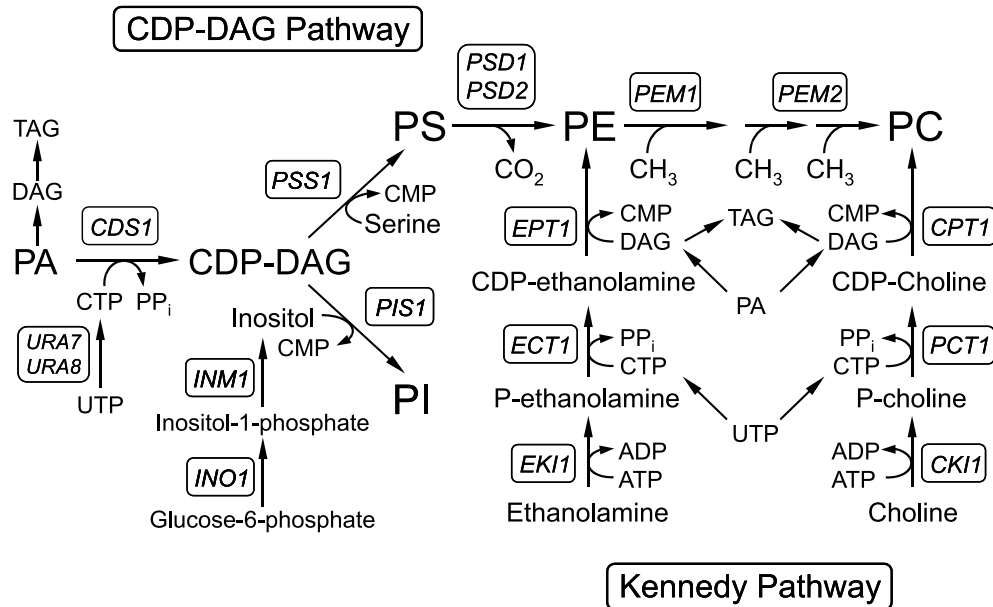 CDP-DAG Pathway
TAG
DAG
PA
CDS1
CTP PPi
URA7
URA8
UTP
CDP-DAG
PSS1
CMP
Serine
PS
PSD1
PSD2
CO2
PE
PEM1
CH3
PEM2
CH3
CH3
PC
Inositol
CMP
PIS1
PI
INM1
Inositol-1-phosphate
INO1
Glucose-6-phosphate
EPT1
CMP
DAG
TAG
CMP
DAG
CPT1
CDP-ethanolamine
PA
CDP-Choline
ECT1
PPi
CTP
PPi
CTP
PCT1
P-ethanolamine
UTP
P-choline
EKI1
ADP
ATP
ADP
ATP
CKI1
Ethanolamine
Choline
Kennedy Pathway